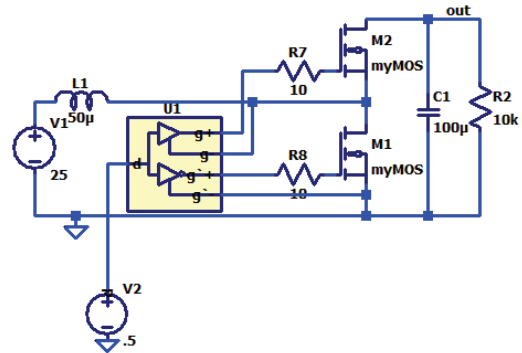 out
M2
R7
myMOS
10
L1
50µ
U1
V1
g+
C1
R2
M1
100µ
10k
g-
R8
myMOS
d
g`+
25
10
g`-
V2
.5